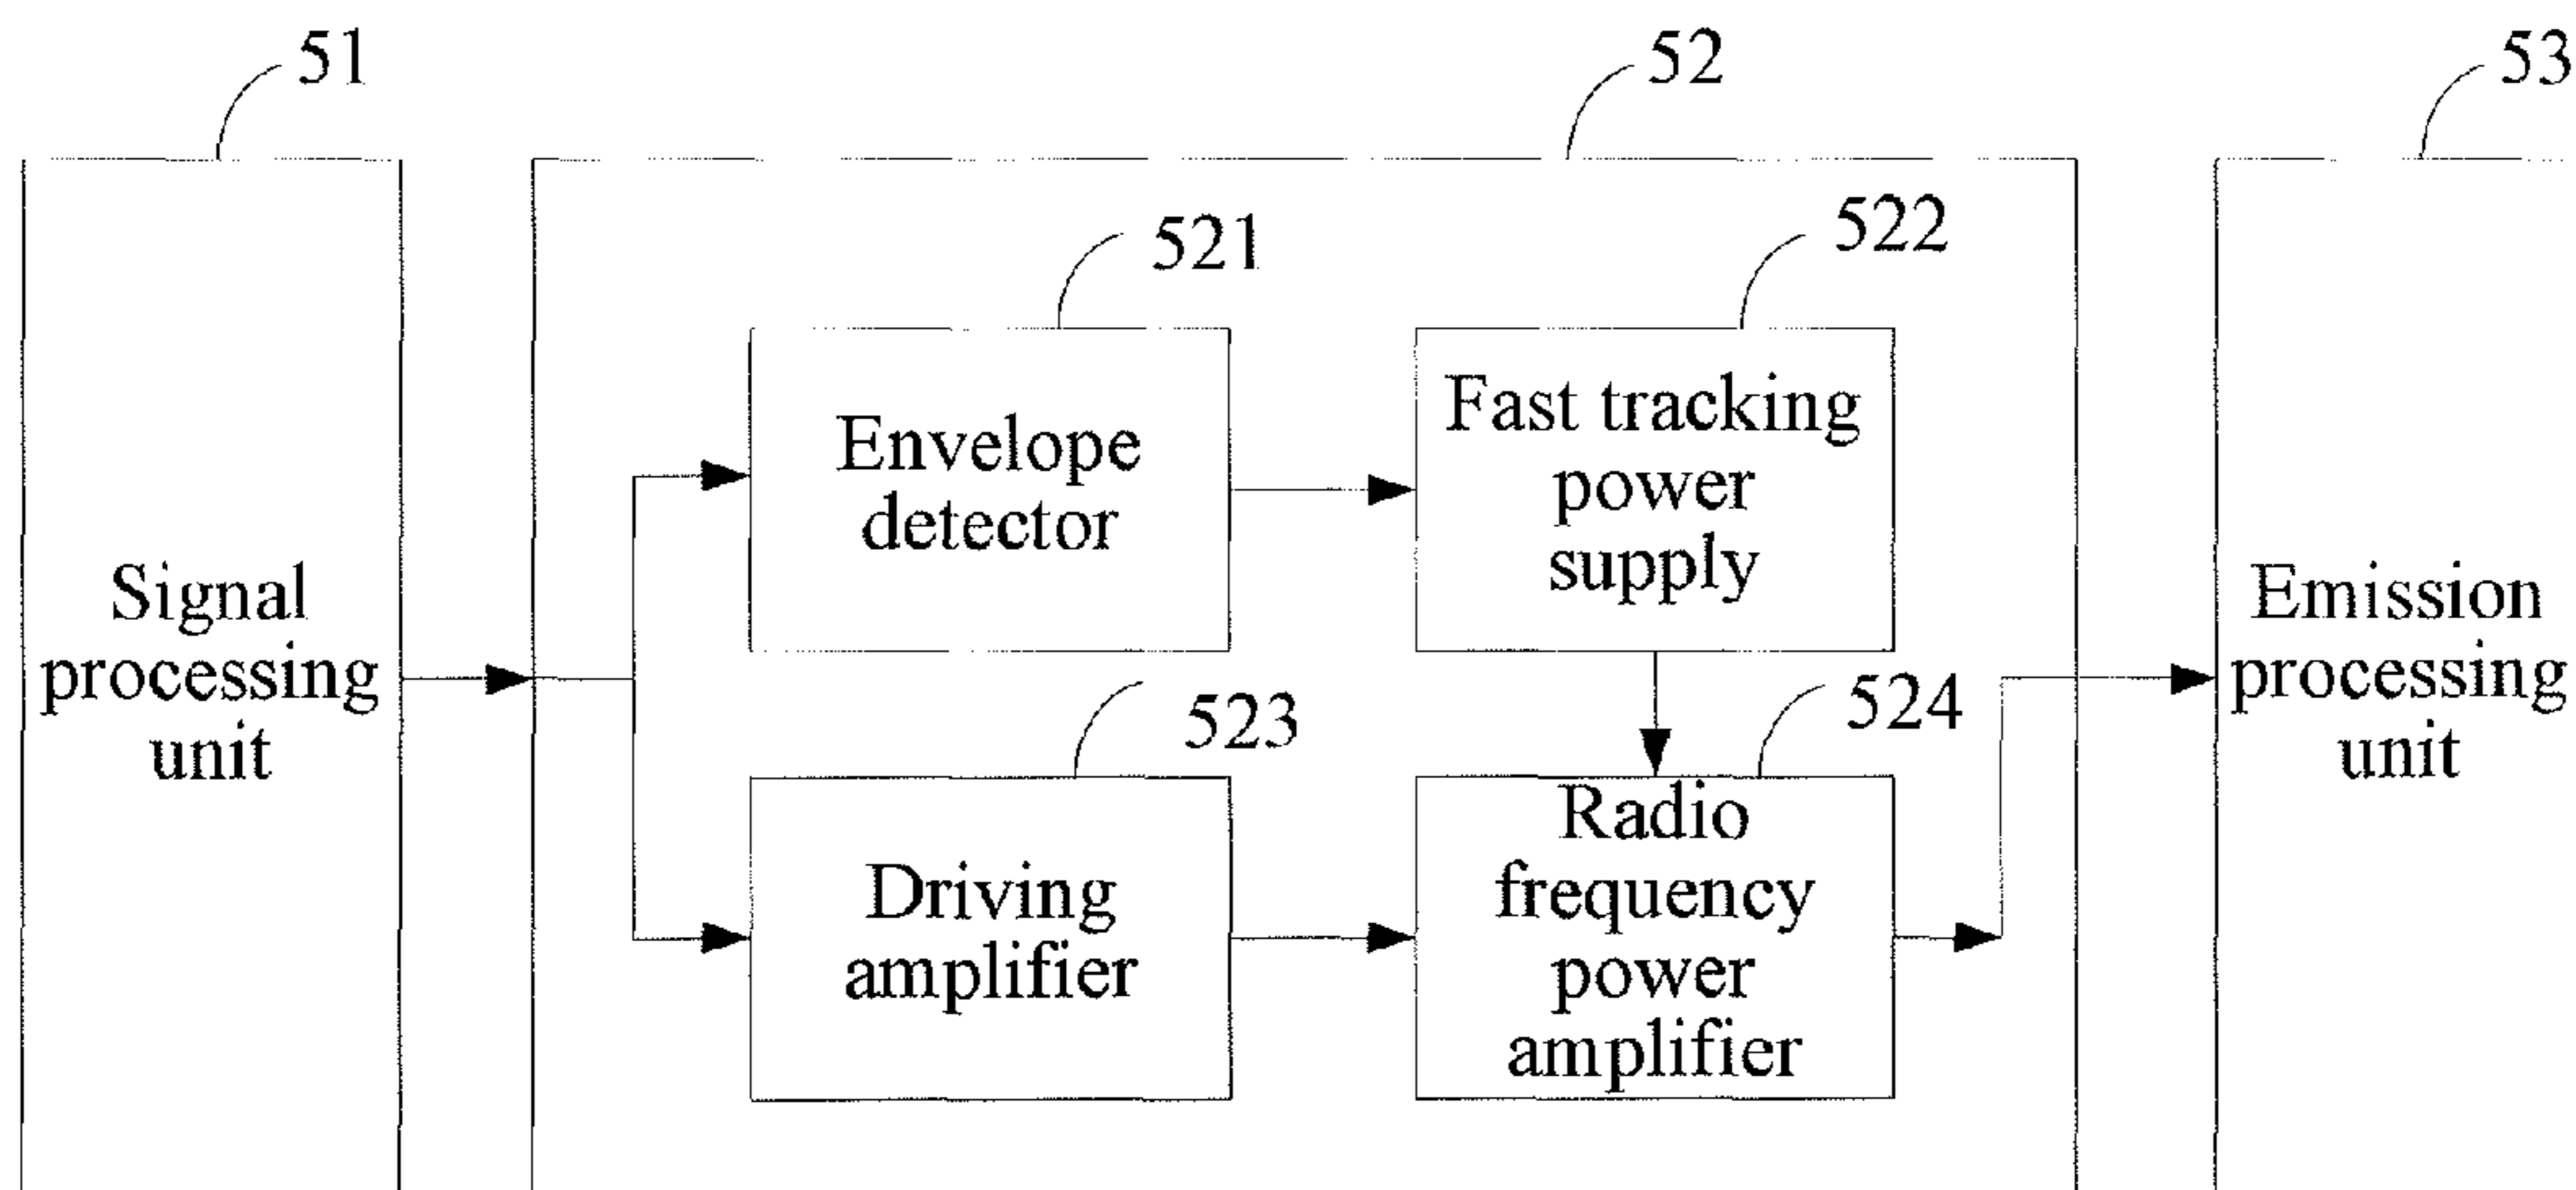 51
52
53
521
522
Envelope
detector
Fast tracking
power
supply
Signal
processing
unit
523
524
Driving
amplifier
Radio
frequency
power
amplifier
Emission
processing
unit